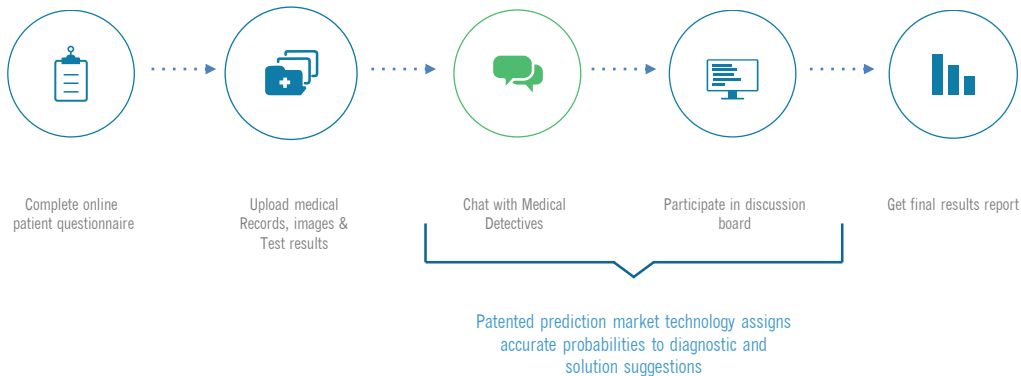 Complete online
patient questionnaire
Upload medical
Records, images &
Test results
Chat with Medical
Detectives
Participate in discussion
board
Get final results report
Patented prediction market technology assigns
accurate probabilities to diagnostic and
solution suggestions